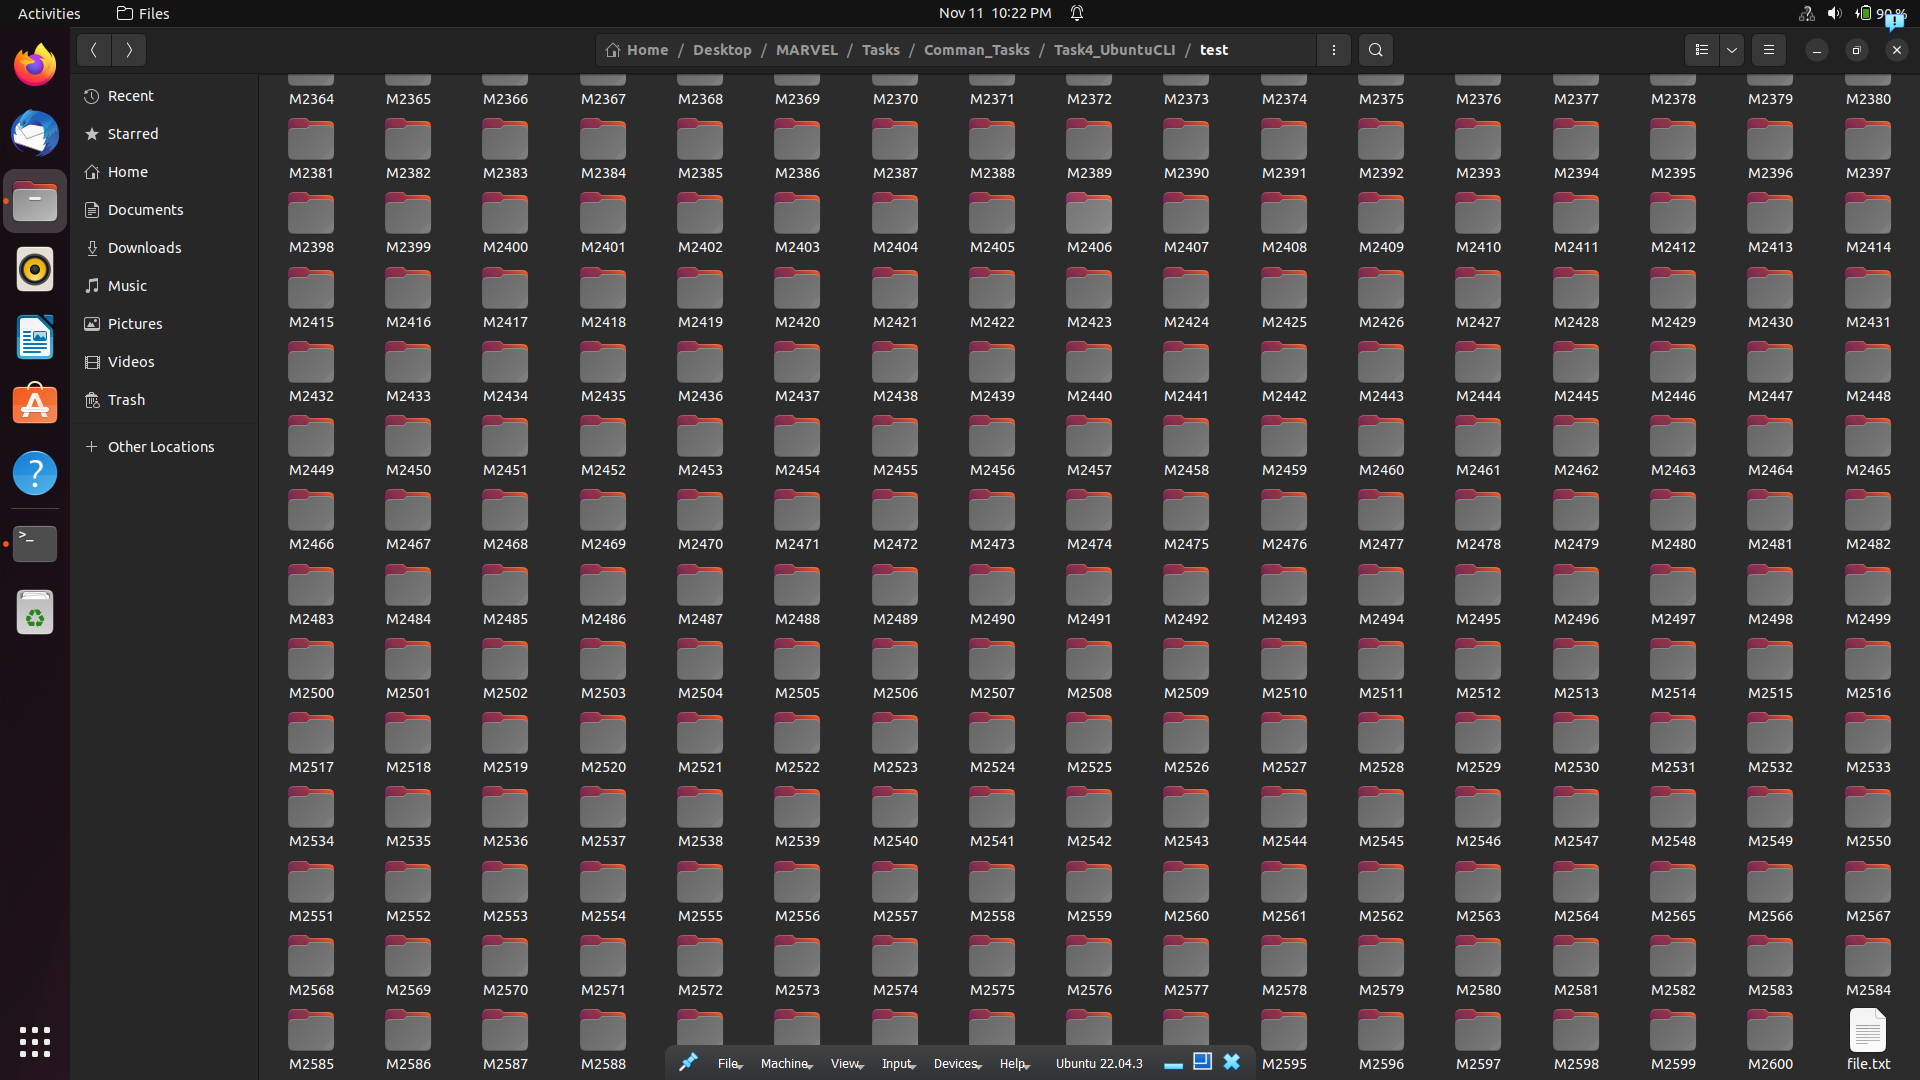 Activities Files Nov 11 10:22 PM 90 %
Home / Desktop / MARVEL / Tasks / Comman_Tasks / Task4_UbuntuCLI / test
Recent
Starred
Home
Documents
Downloads
Music
Pictures
Videos
Trash
+ Other Locations
M2364 M2365 M2366 M2367 M2368 M2369 M2370 M2371 M2372 M2373 M2374 M2375 M2376 M2377 M2378 M2379 M2380
M2381 M2382 M2383 M2384 M2385 M2386 M2387 M2388 M2389 M2390 M2391 M2392 M2393 M2394 M2395 M2396 M2397
M2398 M2399 M2400 M2401 M2402 M2403 M2404 M2405 M2406 M2407 M2408 M2409 M2410 M2411 M2412 M2413 M2414
M2415 M2416 M2417 M2418 M2419 M2420 M2421 M2422 M2423 M2424 M2425 M2426 M2427 M2428 M2429 M2430 M2431
M2432 M2433 M2434 M2435 M2436 M2437 M2438 M2439 M2440 M2441 M2442 M2443 M2444 M2445 M2446 M2447 M2448
M2449 M2450 M2451 M2452 M2453 M2454 M2455 M2456 M2457 M2458 M2459 M2460 M2461 M2462 M2463 M2464 M2465
M2466 M2467 M2468 M2469 M2470 M2471 M2472 M2473 M2474 M2475 M2476 M2477 M2478 M2479 M2480 M2481 M2482
M2483 M2484 M2485 M2486 M2487 M2488 M2489 M2490 M2491 M2492 M2493 M2494 M2495 M2496 M2497 M2498 M2499
M2500 M2501 M2502 M2503 M2504 M2505 M2506 M2507 M2508 M2509 M2510 M2511 M2512 M2513 M2514 M2515 M2516
M2517 M2518 M2519 M2520 M2521 M2522 M2523 M2524 M2525 M2526 M2527 M2528 M2529 M2530 M2531 M2532 M2533
M2534 M2535 M2536 M2537 M2538 M2539 M2540 M2541 M2542 M2543 M2544 M2545 M2546 M2547 M2548 M2549 M2550
M2551 M2552 M2553 M2554 M2555 M2556 M2557 M2558 M2559 M2560 M2561 M2562 M2563 M2564 M2565 M2566 M2567
M2568 M2569 M2570 M2571 M2572 M2573 M2574 M2575 M2576 M2577 M2578 M2579 M2580 M2581 M2582 M2583 M2584
M2585 M2586 M2587 M2588 M2595 M2596 M2597 M2598 M2599 M2600 file.txt
File Machine View Input Devices Help Ubuntu 22.04.3